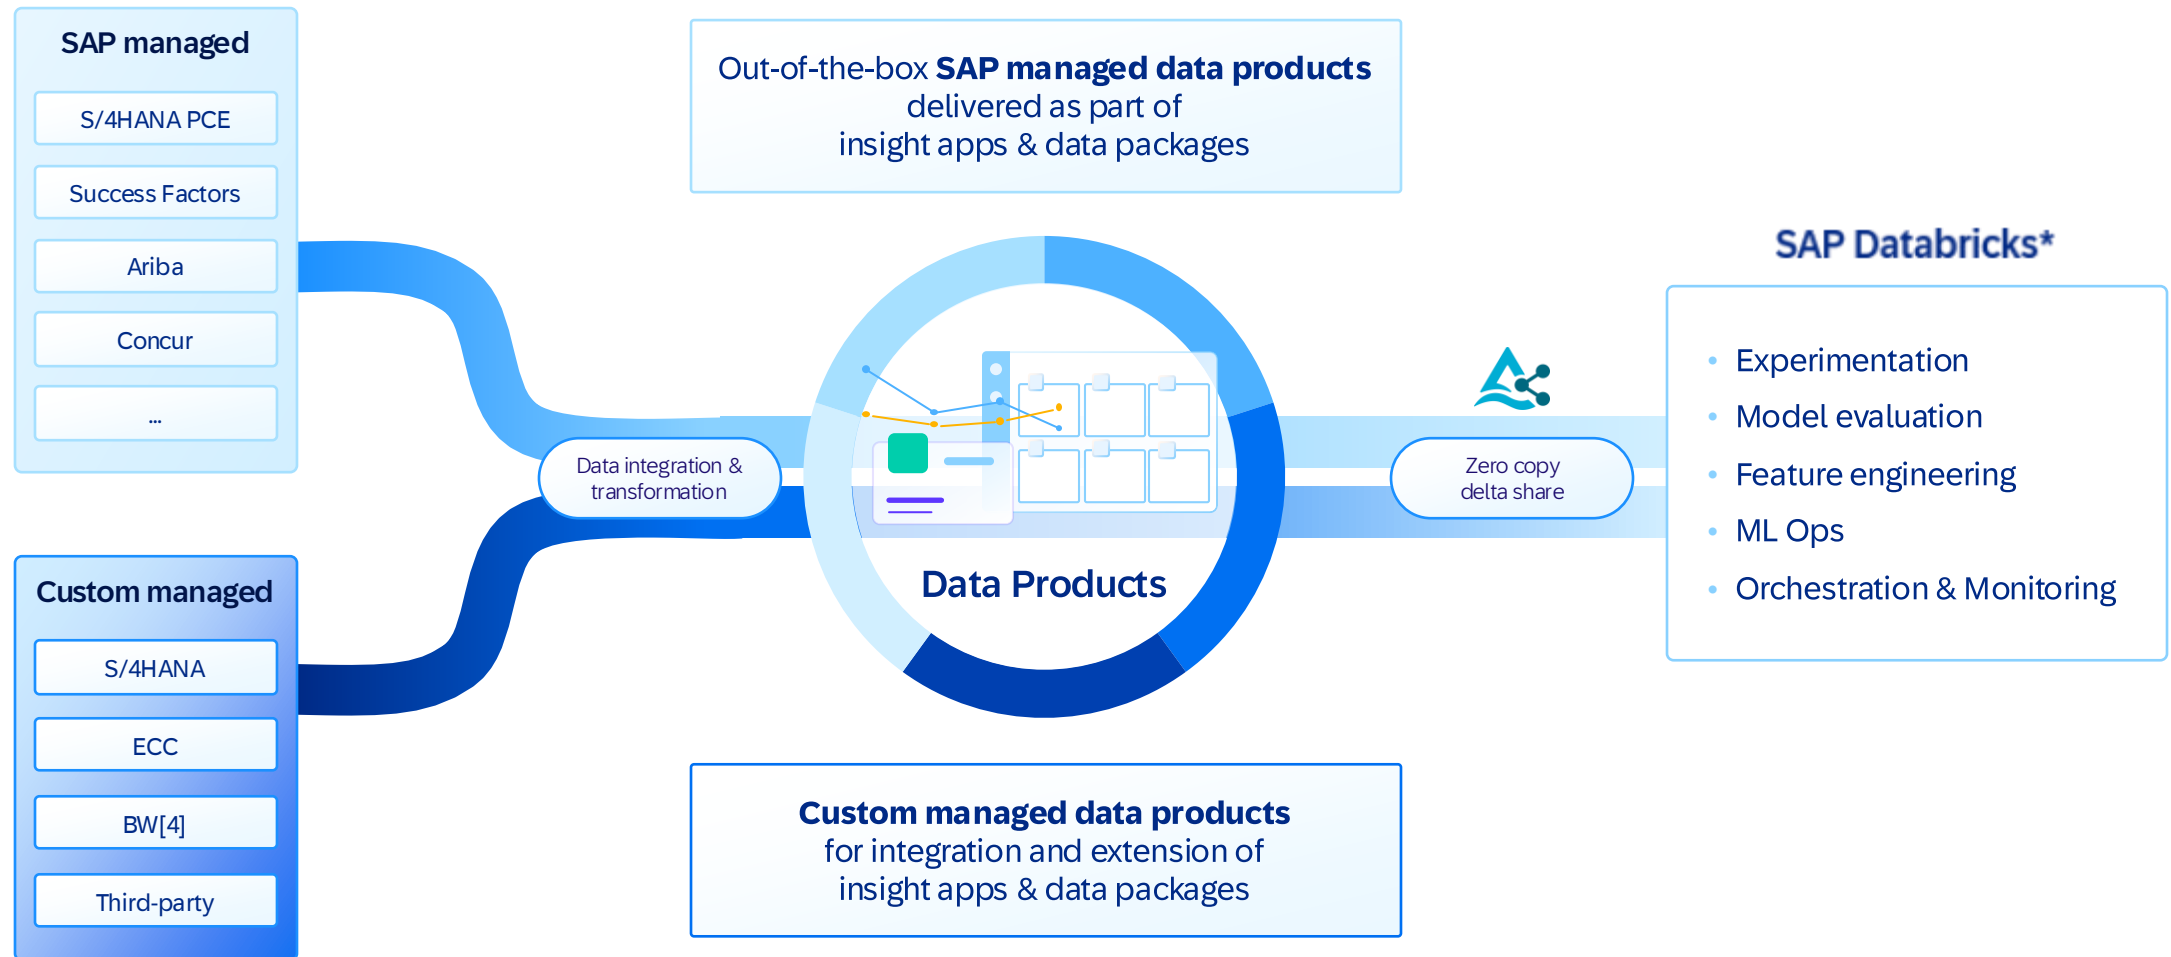 SAP managed
S/4HANA PCE
Success Factors
Ariba
Concur
...
Custom managed
S/4HANA
ECC
BW[4]
Third-party
Data integration &
transformation
Out-of-the-box SAP managed data products
delivered as part of
insight apps & data packages
Data Products
Custom managed data products
for integration and extension of
insight apps & data packages
Zero copy
delta share
SAP Databricks*
• Experimentation
• Model evaluation
• Feature engineering
• ML Ops
• Orchestration & Monitoring